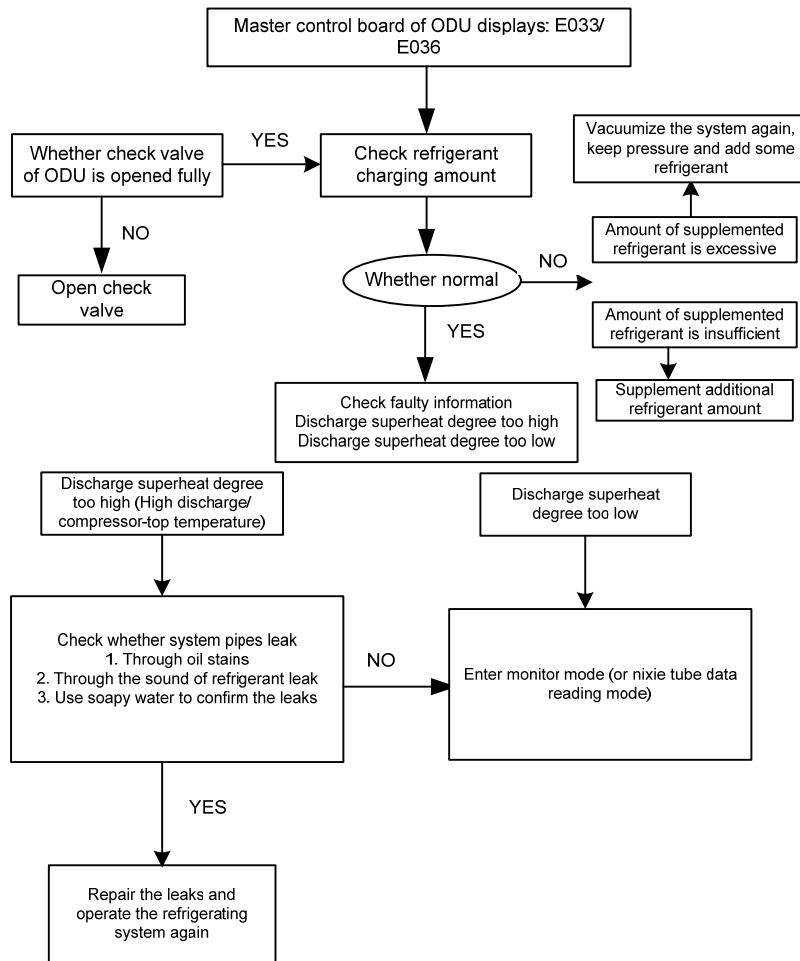 Master control board of ODU displays: E033/
E036
Whether check valve
of ODU is opened fully
YES
Check refrigerant
charging amount
Vacuumize the system again,
keep pressure and add some
refrigerant
NO
Open check
valve
Whether normal
NO
Amount of supplemented
refrigerant is excessive
Amount of supplemented
refrigerant is insufficient
YES
Supplement additional
refrigerant amount
Check faulty information
Discharge superheat degree too high
Discharge superheat degree too low
Discharge superheat degree
too high (High discharge/
compressor-top temperature)
Discharge superheat
degree too low
Check whether system pipes leak
1. Through oil stains
2. Through the sound of refrigerant leak
3. Use soapy water to confirm the leaks
NO
Enter monitor mode (or nixie tube data
reading mode)
YES
Repair the leaks and
operate the refrigerating
system again